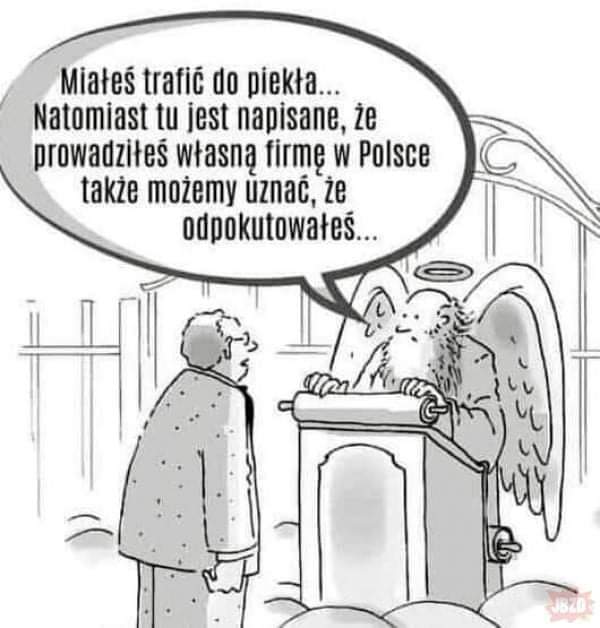 Miałeś trafić do piekła...
Natomiast tu jest napisane, że
prowadziłeś własną firmę w Polsce
także możemy uznać, że
odpokutowałeś...
JBZD